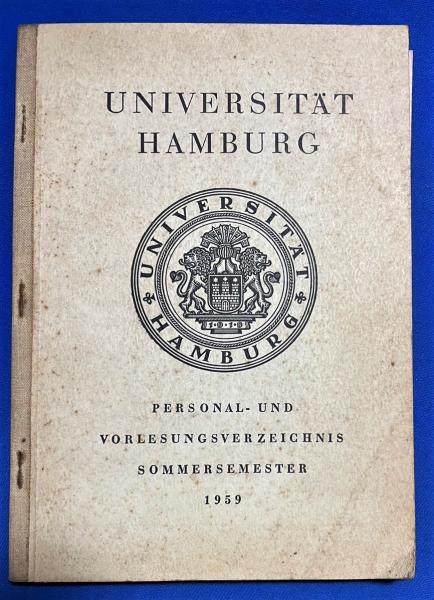 UNIVERSITÄT
HAMBURG
UNIVERSITÄT
HAMBURG
PERSONAL- UND
VORLESUNGSVERZEICHNIS
SOMMERSEMESTER
1959